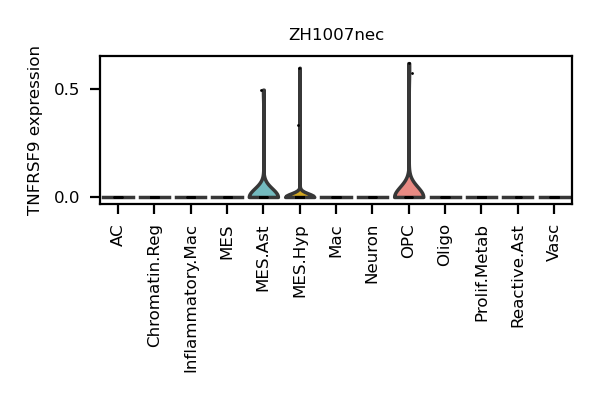 ZH1007nec
TNFRSF9 expression
0.5
0.0
AC
Chromatin.Reg
Inflammatory.Mac
MES
MES.Ast
MES.Hyp
Mac
Neuron
OPC
Oligo
Prolif.Metab
Reactive.Ast
Vasc